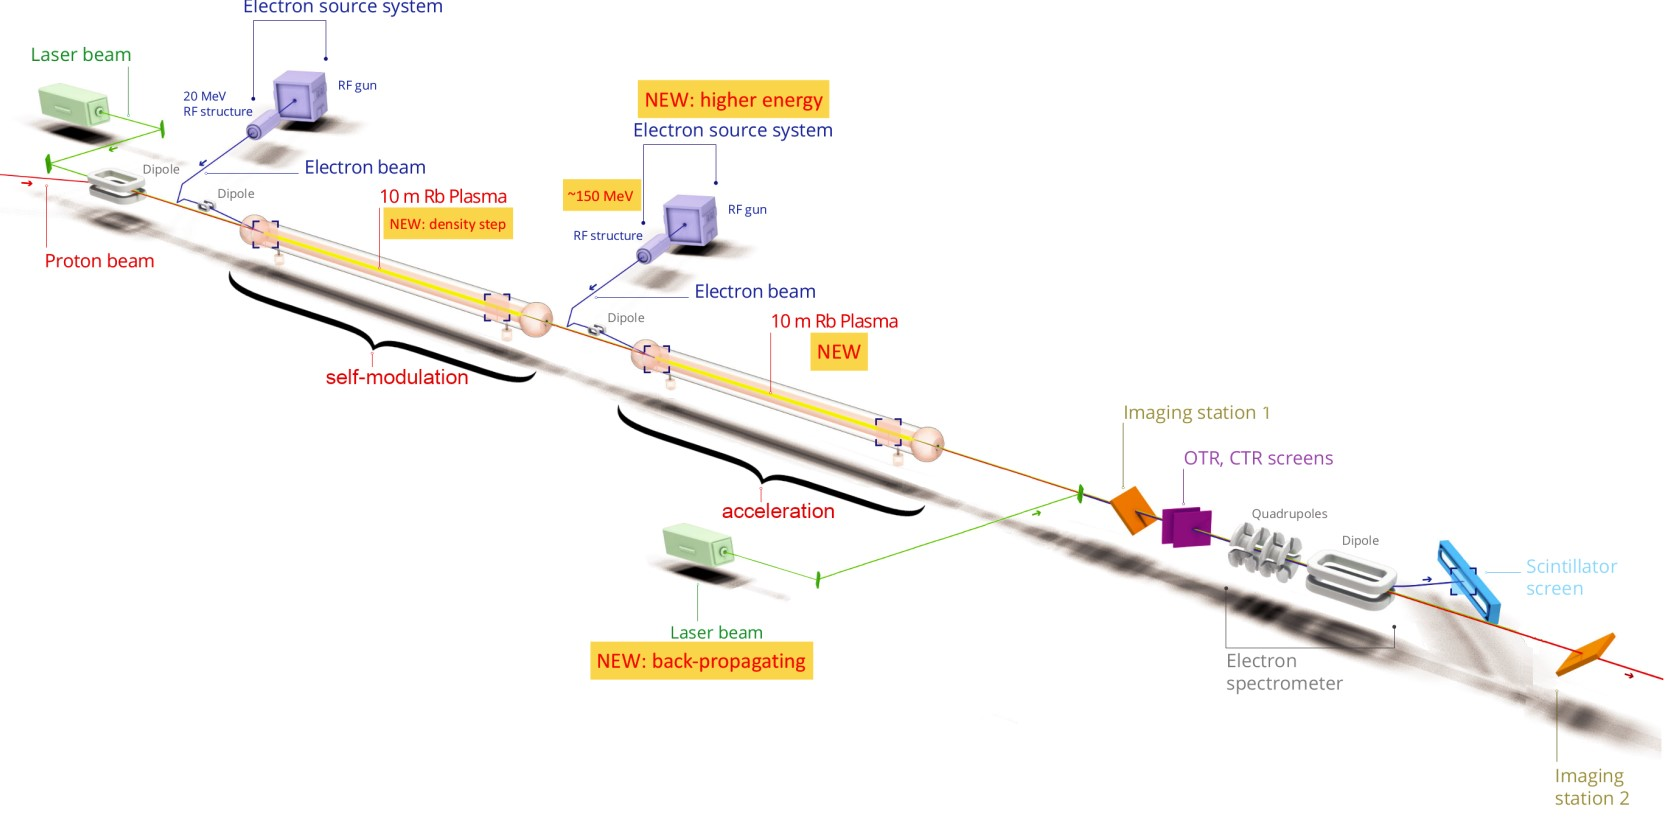 Electron source system
Laser beam
RF gun
20 MeV
RF structure
NEW: higher energy
Electron source system
Dipole
Electron beam
Dipole
10 m Rb Plasma
NEW: density step
~150 MeV
RF gun
RF structure
Proton beam
Electron beam
Dipole
10 m Rb Plasma
NEW
self-modulation
Imaging station 1
OTR, CTR screens
acceleration
Quadrupoles
Dipole
Scintillator
screen
Laser beam
NEW: back-propagating
Electron
spectrometer
Imaging
station 2